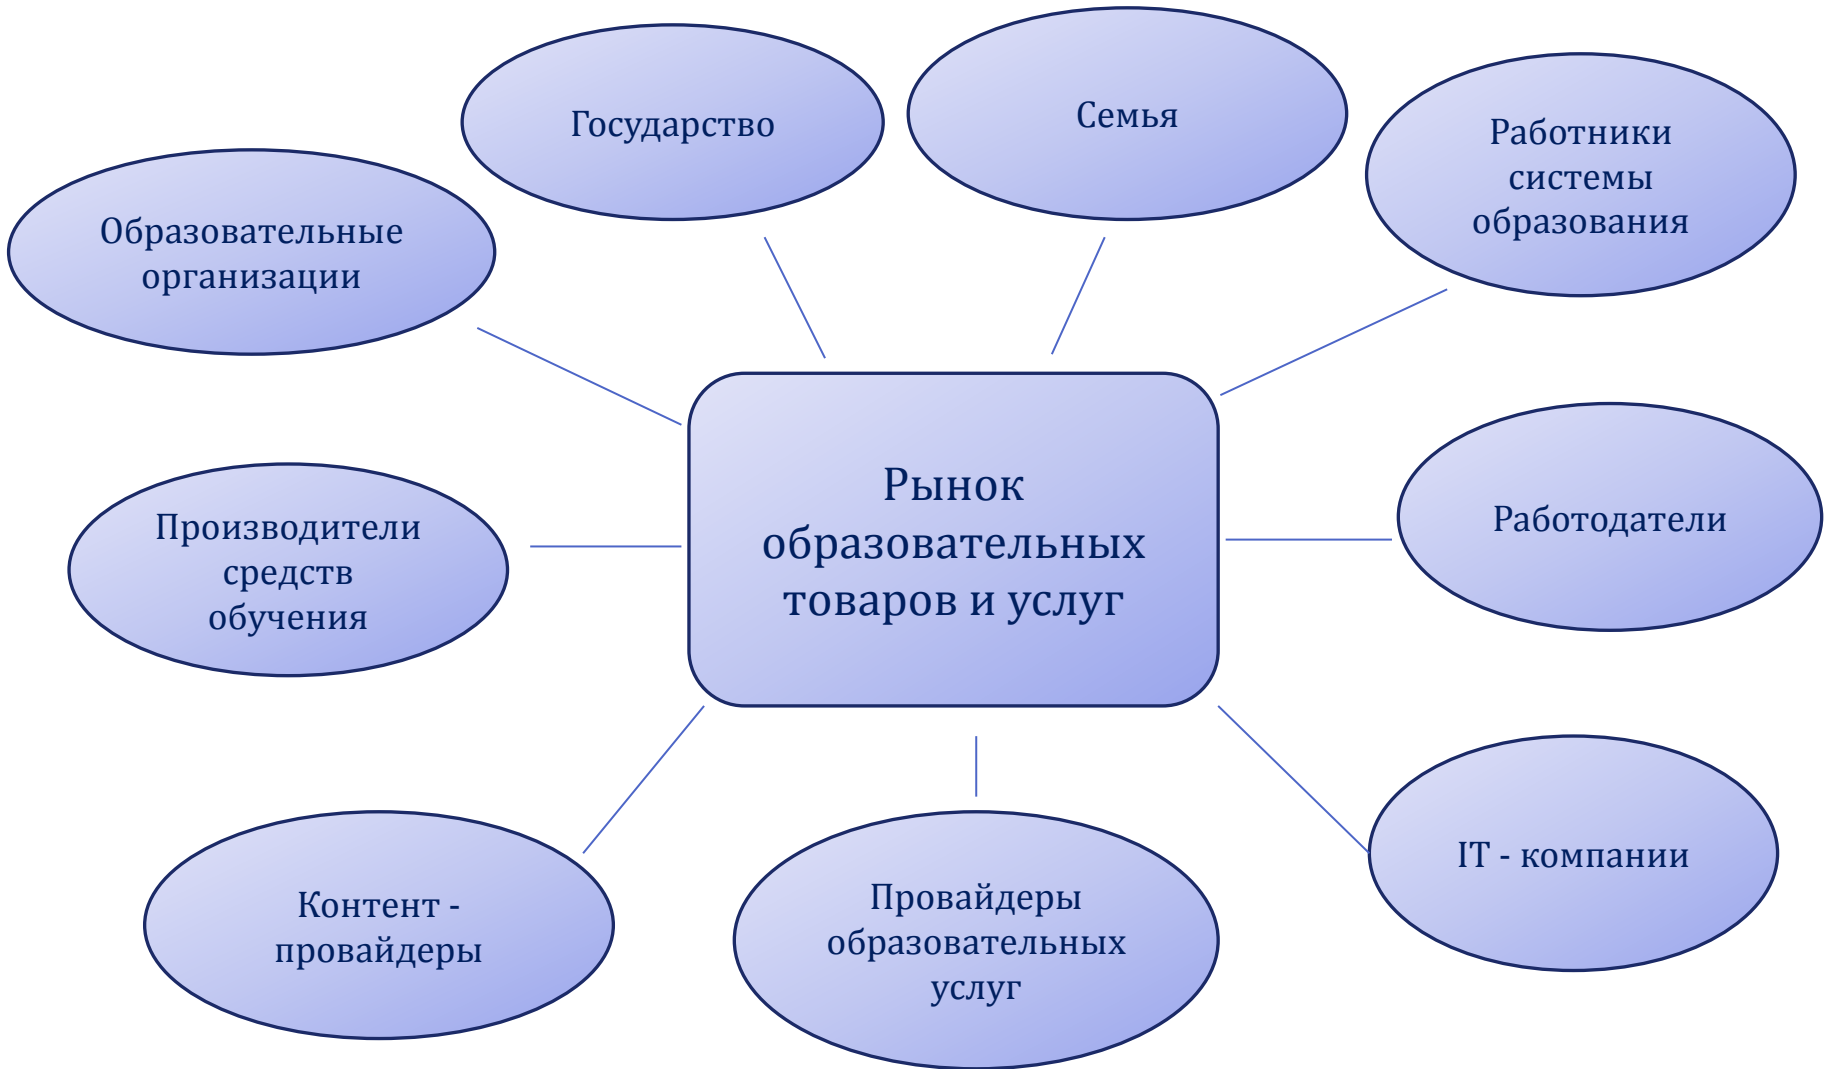 Государство
Семья
Работники
системы
образования
Образовательные
организации
Рынок
образовательных
товаров и услуг
Производители
средств
обучения
Работодатели
Контент -
провайдеры
Провайдеры
образовательных
услуг
IT - компании